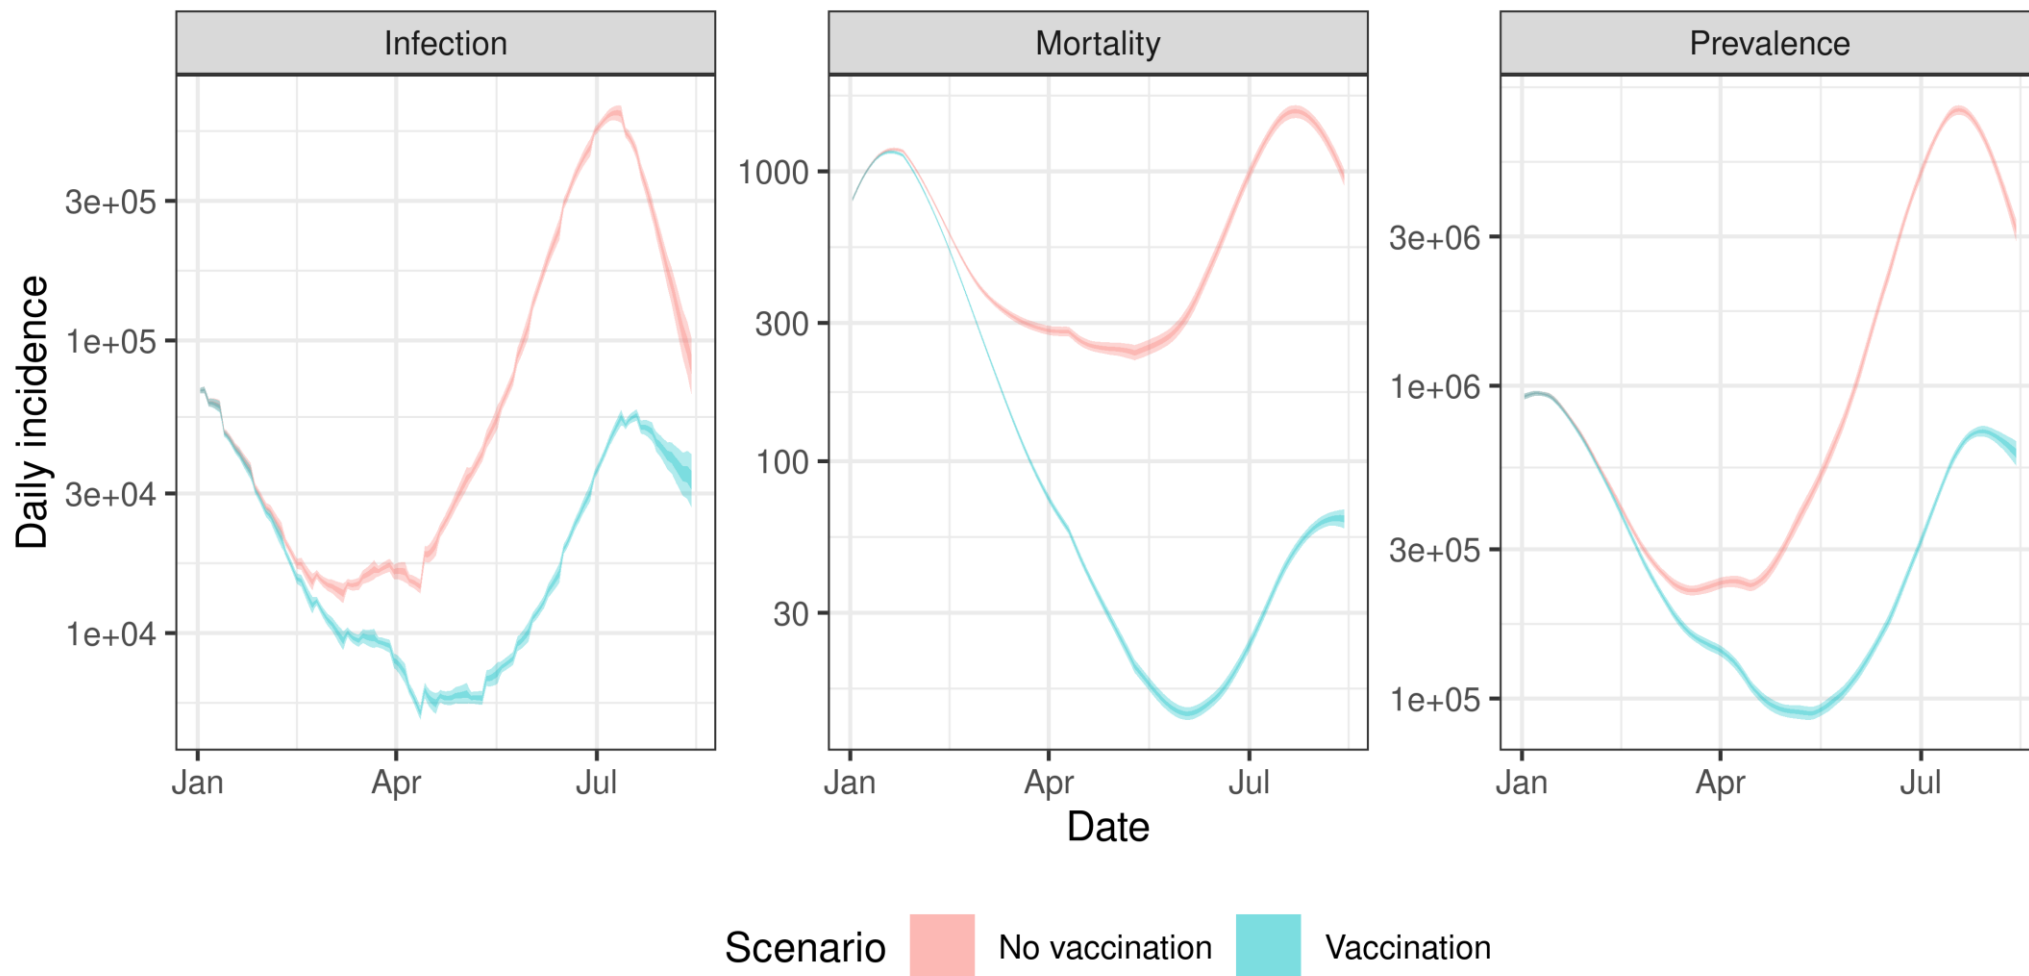 Infection
Mortality
Prevalence
Daily incidence
3e+05
1e+05
3e+04
1e+04
1000
300
100
30
3e+06
1e+06
3e+05
1e+05
Jan Apr Jul
Jan Apr Jul
Jan Apr Jul
Date
Scenario No vaccination Vaccination